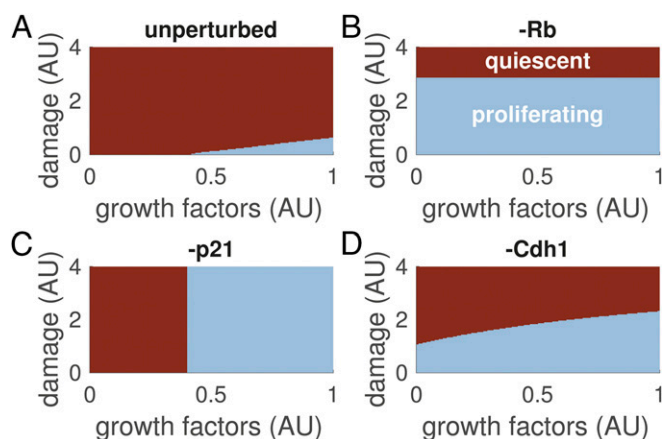 A
unperturbed
damage (AU)
4
2
0
0
0.5
1
growth factors (AU)
B
-Rb
damage (AU)
4
2
0
quiescent
proliferating
0
0.5
1
growth factors (AU)
C
-p21
damage (AU)
4
2
0
0
0.5
1
growth factors (AU)
D
-Cdh1
damage (AU)
4
2
0
0
0.5
1
growth factors (AU)